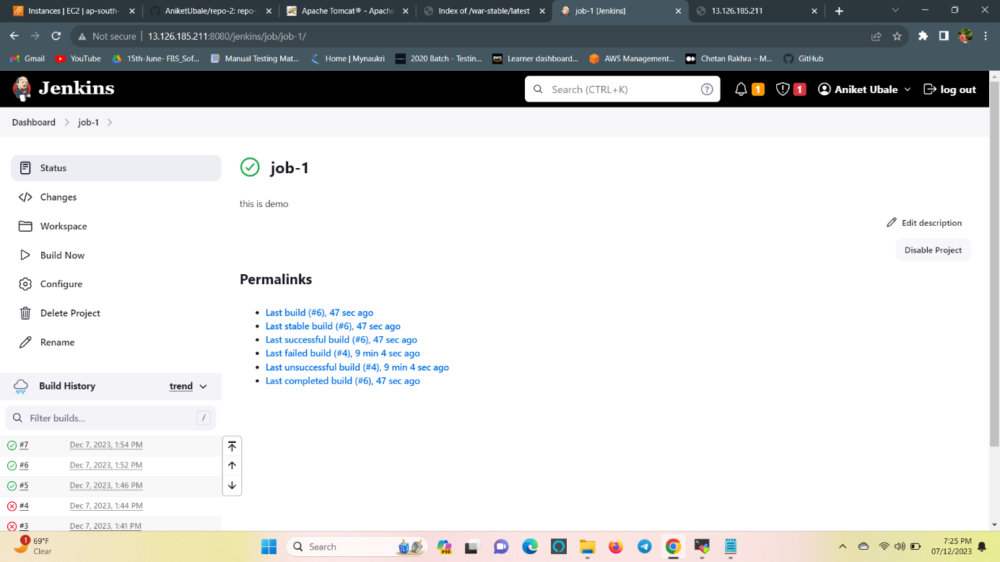 Instances | EC2 | ap-south-
AniketUbale/repo-2: repo-
Apache Tomcat® - Apache
Index of /war-stable/latest
job-1 [Jenkins]
13.126.185.211
Not secure
13.126.185.211:8080/jenkins/job/job-1/
Gmail
YouTube
15th-June- FBS_Sof...
Manual Testing Mat...
Home | Mynaukri
2020 Batch - Testin...
aws
Learner dashboard...
AWS Management...
Chetan Rakhra – M...
GitHub
Jenkins
Search (CTRL+K)
?
1
1
Aniket Ubale
log out
Dashboard
job-1
Status
job-1
Changes
this is demo
Workspace
Edit description
Build Now
Disable Project
Configure
Permalinks
Delete Project
Last build (#6), 47 sec ago
Last stable build (#6), 47 sec ago
Rename
Last successful build (#6), 47 sec ago
Last failed build (#4), 9 min 4 sec ago
Last unsuccessful build (#4), 9 min 4 sec ago
Last completed build (#6), 47 sec ago
Build History
trend
Filter builds...
/
#7
Dec 7, 2023, 1:54 PM
#6
Dec 7, 2023, 1:52 PM
#5
Dec 7, 2023, 1:46 PM
#4
Dec 7, 2023, 1:44 PM
#3
Dec 7, 2023, 1:41 PM
1
69°F
Clear
Search
PRE
7:25 PM
07/12/2023